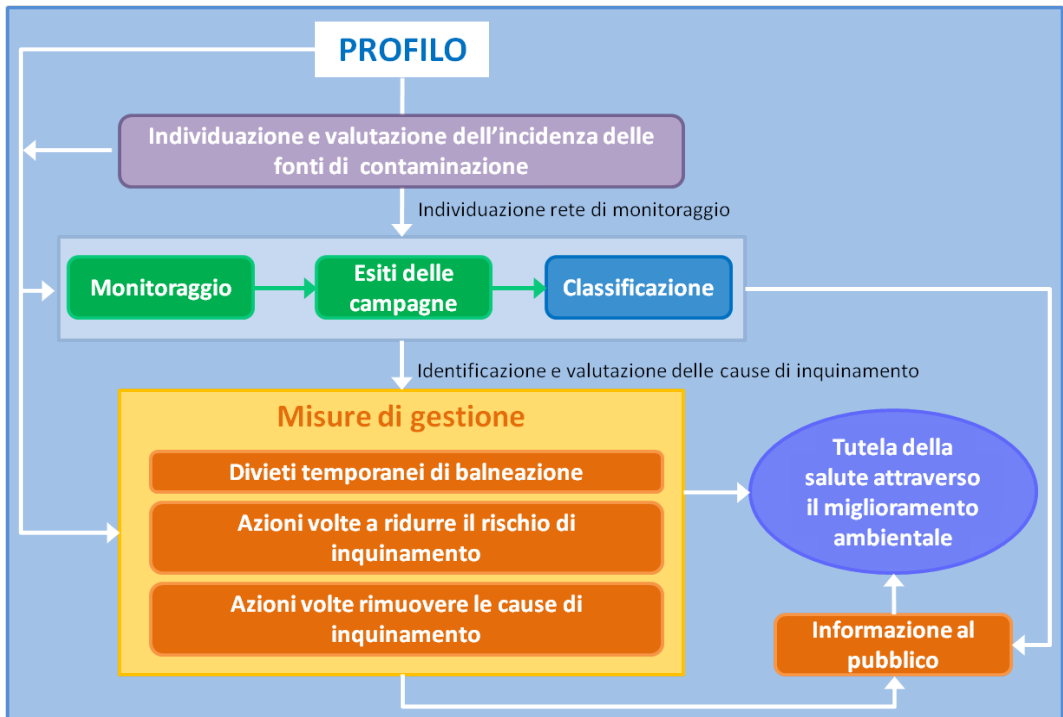 PROFILO
Individuazione e valutazione dell'incidenza delle
fonti di contaminazione
Individuazione rete di monitoraggio
Monitoraggio
Esiti delle
campagne
Classificazione
Identificazione e valutazione delle cause di inquinamento
Misure di gestione
Divieti temporanei di balneazione
Azioni volte a ridurre il rischio di
inquinamento
Azioni volte rimuovere le cause di
inquinamento
Tutela della
salute attraverso
il miglioramento
ambientale
Informazione al
pubblico